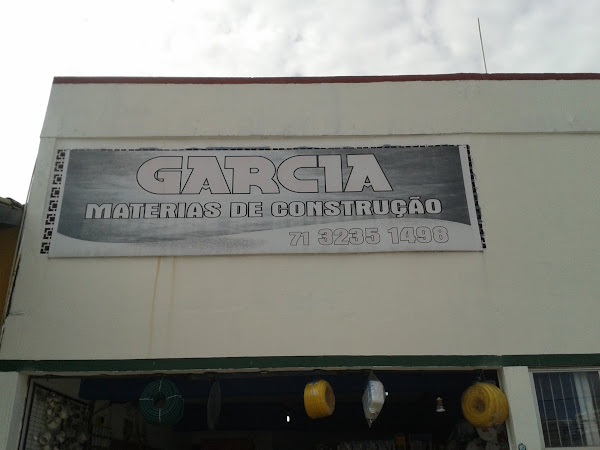 GARCIA
MATERIAS DE CONSTRUÇÃO
71 3235 1498